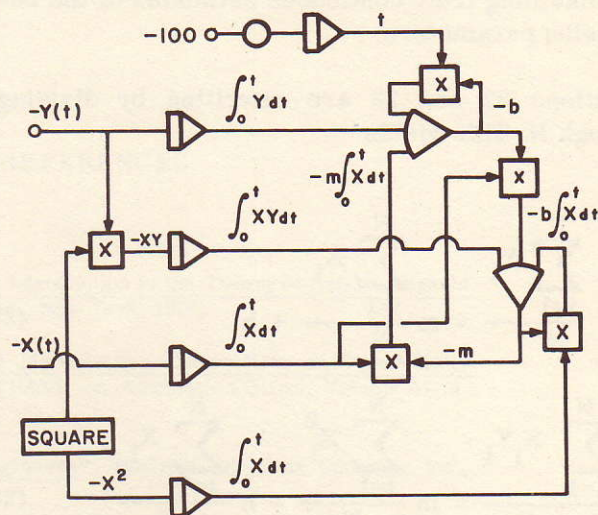 -100
t
X
-b
-Y(t)
∫₀ᵗ Ydt
-m∫₀ᵗ Xdt
X
X
-XY
∫₀ᵗ XYdt
-b∫₀ᵗ Xdt
-X(t)
∫₀ᵗ Xdt
X
-m
X
SQUARE
-X²
∫₀ᵗ Xdt